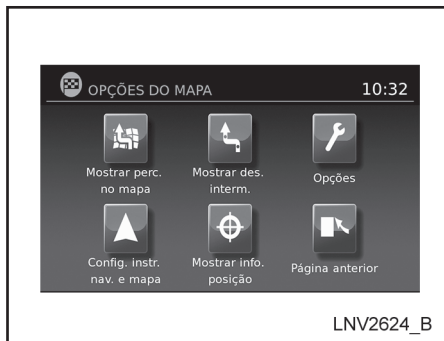 OPÇÕES DO MAPA 10:32
Mostrar perc.
no mapa
Mostrar des.
interm.
Opções
Config. instr.
nav. e mapa
Mostrar info.
posição
Página anterior
LNV2624_B